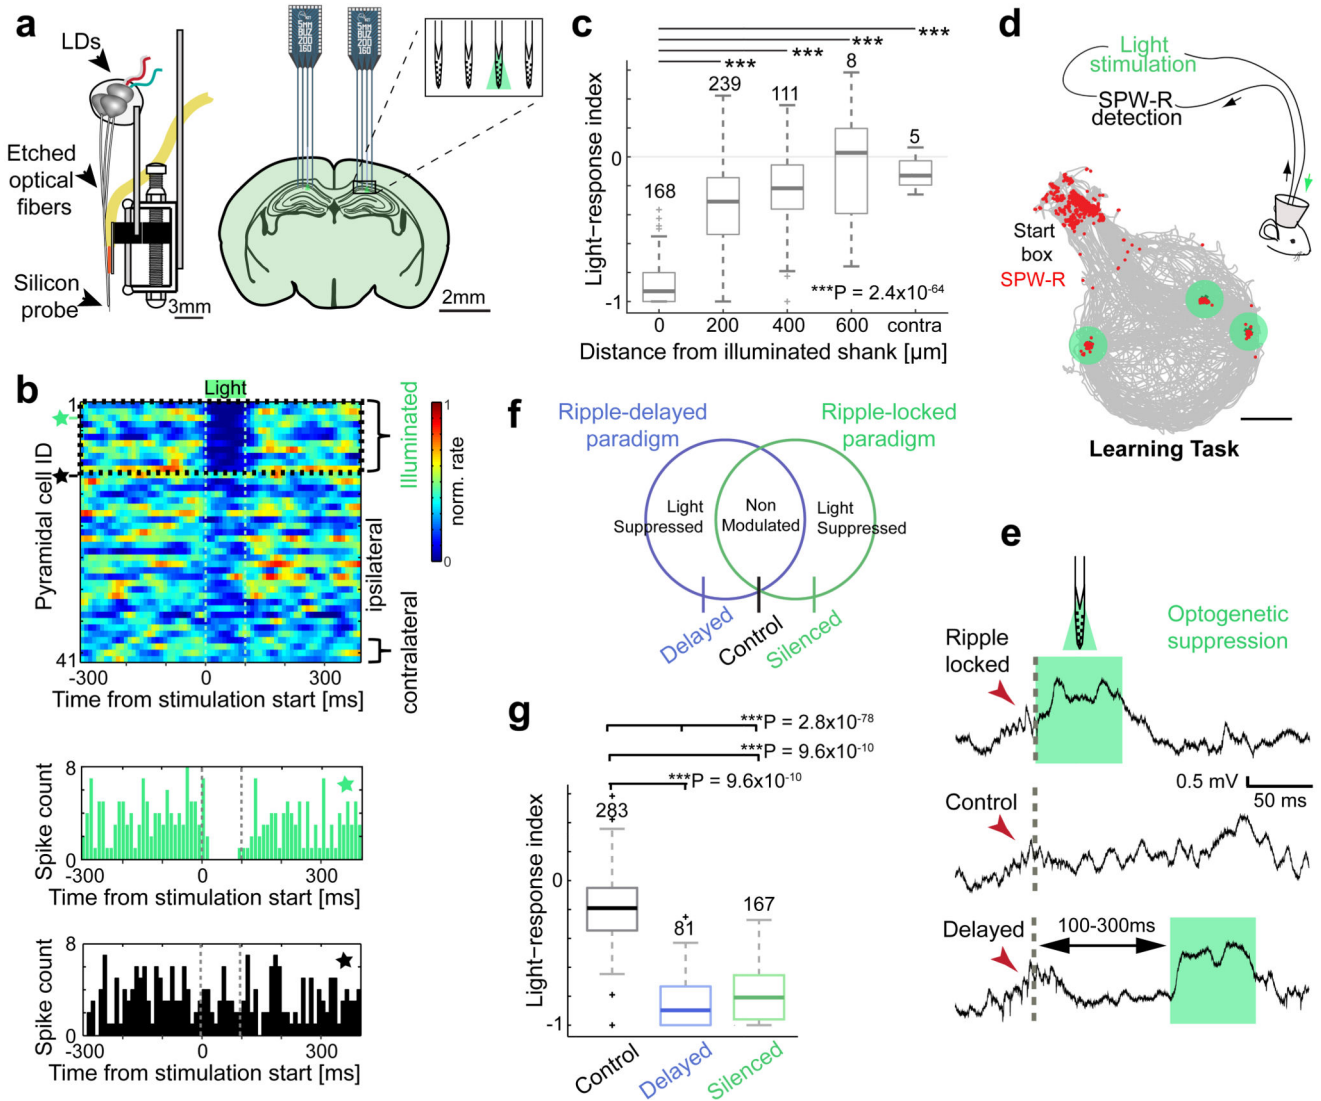 a
LDs
Etched
optical
fibers
Silicon
probe
3mm
2mm
b
Light
1
Pyramidal cell ID
41
-300
0
300
Time from stimulation start [ms]
Illuminated
ipsilateral
contralateral
1
norm. rate
0
8
Spike count
0
-300
0
300
Time from stimulation start [ms]
8
Spike count
0
-300
0
300
Time from stimulation start [ms]
c
***
***
***
***
168
239
111
8
5
Light-response index
0
-1
***P = 2.4x10-64
0
200
400
600
contra
Distance from illuminated shank [µm]
d
Light
stimulation
SPW-R
detection
Start
box
SPW-R
Learning Task
e
Optogenetic
suppression
Ripple
locked
0.5 mV
50 ms
Control
Delayed
100-300ms
f
Ripple-delayed
paradigm
Ripple-locked
paradigm
Light
Suppressed
Non
Modulated
Light
Suppressed
Delayed
Control
Silenced
g
***P = 2.8x10-78
***P = 9.6x10-10
***P = 9.6x10-10
283
81
167
Light-response index
0
-1
Control
Delayed
Silenced